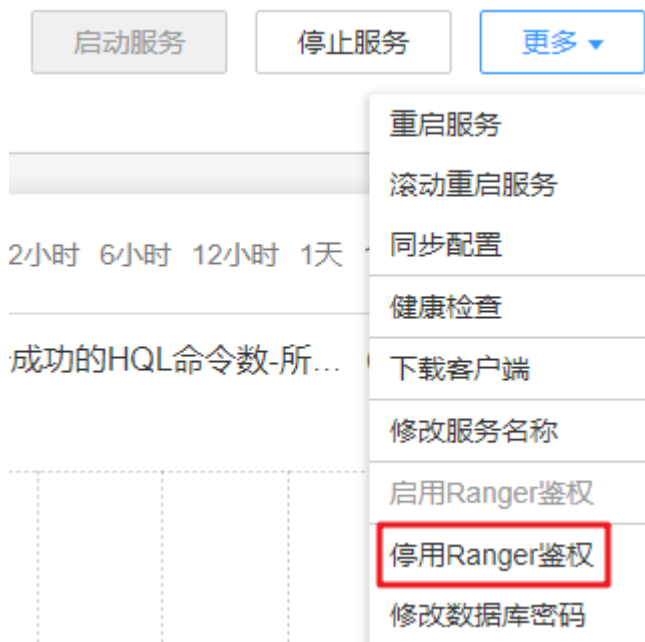 启动服务 停止服务 更多
重启服务
滚动重启服务
2小时 6小时 12小时 1天
同步配置
健康检查
成功的HQL命令数-所...
下载客户端
修改服务名称
启用Ranger鉴权
停用Ranger鉴权
修改数据库密码